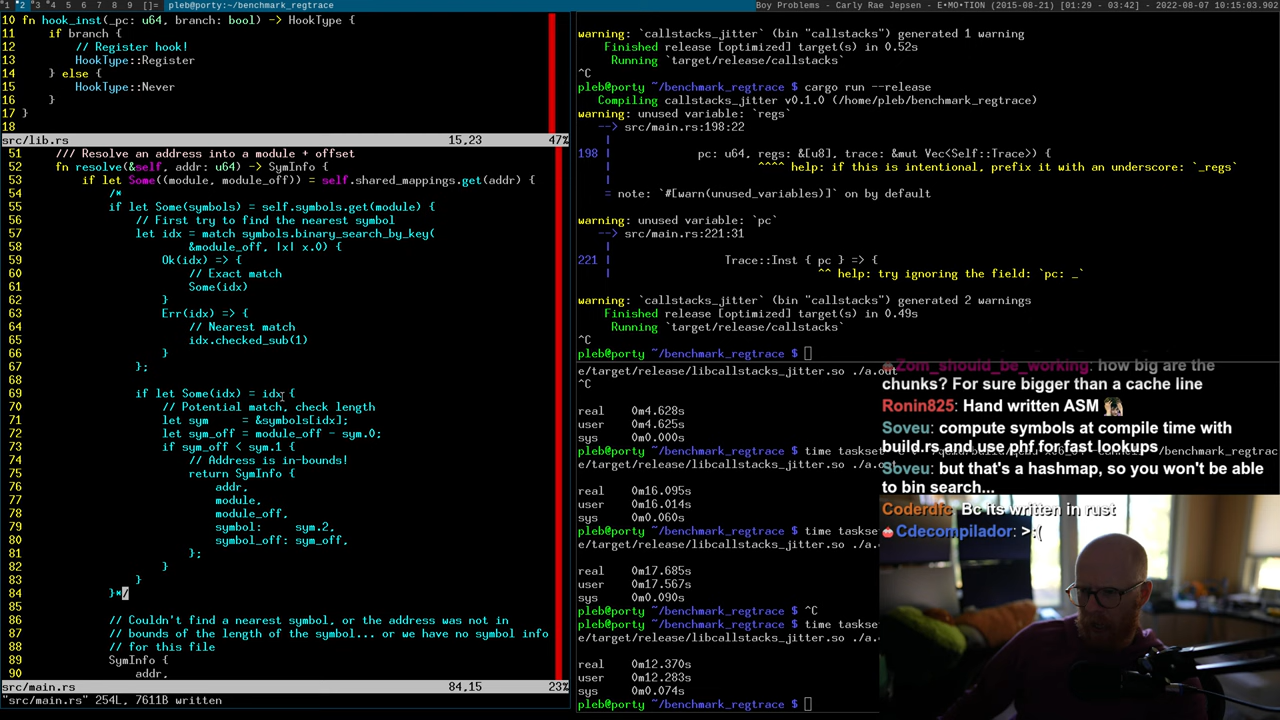 1 2 3 4 5 6 7 8 9 []= pleb@porty:~/benchmark_regtrace
Boy Problems - Carly Rae Jepsen - E•MO•TION (2015-08-21) [01:29 - 03:42] - 2022-08-07 10:15:03.902
10 fn hook_inst(_pc: u64, branch: bool) -> HookType {
11     if branch {
12         // Register hook!
13         HookType::Register
14     } else {
15         HookType::Never
16     }
17 }
18
src/lib.rs 15,23 47%
51     /// Resolve an address into a module + offset
52     fn resolve(&self, addr: u64) -> SymInfo {
53         if let Some((module, module_off)) = self.shared_mappings.get(addr) {
54             /*
55             if let Some(symbols) = self.symbols.get(module) {
56                 // First try to find the nearest symbol
57                 let idx = match symbols.binary_search_by_key(
58                         &module_off, |x| x.0) {
59                     Ok(idx) => {
60                         // Exact match
61                         Some(idx)
62                     }
63                     Err(idx) => {
64                         // Nearest match
65                         idx.checked_sub(1)
66                     }
67                 };
68
69                 if let Some(idx) = idx {
70                     // Potential match, check length
71                     let sym     = &symbols[idx];
72                     let sym_off = module_off - sym.0;
73                     if sym_off < sym.1 {
74                         // Address is in-bounds!
75                         return SymInfo {
76                             addr,
77                             module,
78                             module_off,
79                             symbol:     sym.2,
80                             symbol_off: sym_off,
81                         };
82                     }
83                 }
84             }*/
85
86             // Couldn't find a nearest symbol, or the address was not in
87             // bounds of the length of the symbol... or we have no symbol info
88             // for this file
89             SymInfo {
90                 addr,
src/main.rs 84,15 23%
"src/main.rs" 254L, 7611B written
warning: `callstacks_jitter` (bin "callstacks") generated 1 warning
    Finished release [optimized] target(s) in 0.52s
     Running `target/release/callstacks`
^C
pleb@porty ~/benchmark_regtrace $ cargo run --release
   Compiling callstacks_jitter v0.1.0 (/home/pleb/benchmark_regtrace)
warning: unused variable: `regs`
   --> src/main.rs:198:22
    |
198 |             pc: u64, regs: &[u8], trace: &mut Vec<Self::Trace>) {
    |                      ^^^^ help: if this is intentional, prefix it with an underscore: `_regs`
    |
    = note: `#[warn(unused_variables)]` on by default
warning: unused variable: `pc`
   --> src/main.rs:221:31
    |
221 |                 Trace::Inst { pc } => {
    |                               ^^ help: try ignoring the field: `pc: _`
warning: `callstacks_jitter` (bin "callstacks") generated 2 warnings
    Finished release [optimized] target(s) in 0.49s
     Running `target/release/callstacks`
^C
pleb@porty ~/benchmark_regtrace $
e/target/release/libcallstacks_jitter.so ./a.out
^C
real    0m4.628s
user    0m4.625s
sys     0m0.000s
pleb@porty ~/benchmark_regtrace $ time taskset
e/target/release/libcallstacks_jitter.so ./a.
real    0m16.095s
user    0m16.014s
sys     0m0.060s
pleb@porty ~/benchmark_regtrace $ time taskset
e/target/release/libcallstacks_jitter.so ./a.
real    0m17.685s
user    0m17.567s
sys     0m0.090s
pleb@porty ~/benchmark_regtrace $ ^C
pleb@porty ~/benchmark_regtrace $ time taskset
e/target/release/libcallstacks_jitter.so ./a.
real    0m12.370s
user    0m12.283s
sys     0m0.074s
pleb@porty ~/benchmark_regtrace $
Zom_should_be_working: how big are the
chunks? For sure bigger than a cache line
Ronin825: Hand written ASM
Soveu: compute symbols at compile time with
build.rs and use phf for fast lookups
Soveu: but that's a hashmap, so you won't be able
to bin search...
Coderdfc: Bc its written in rust
Cdecompilador: >:(